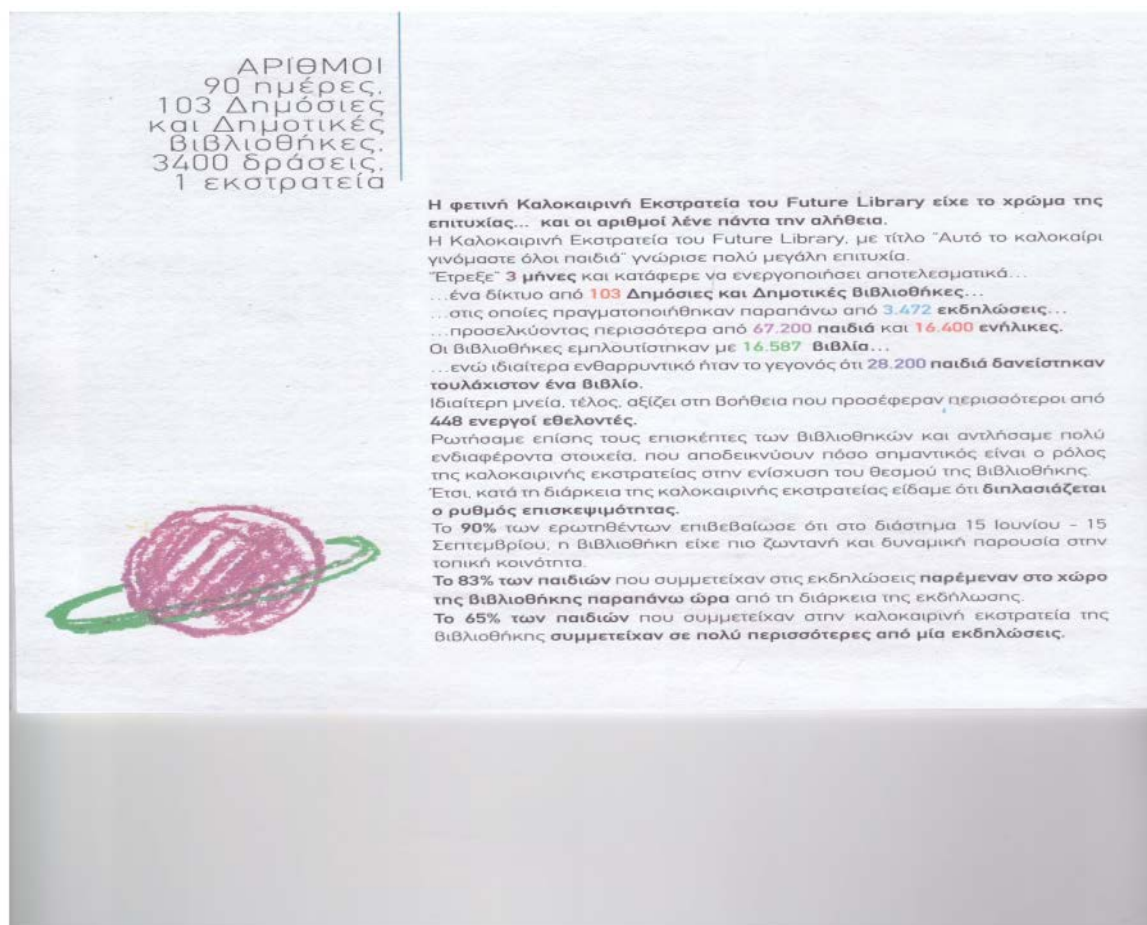 ΑΡΙΘΜΟΙ
90 ημέρες,
103 Δημόσιες
και Δημοτικές
Βιβλιοθήκες,
3400 δράσεις,
1 εκστρατεία
Η φετινή Καλοκαιρινή Εκστρατεία του Future Library είχε το χρώμα της
επιτυχίας... και οι αριθμοί λένε πάντα την αλήθεια.
Η Καλοκαιρινή Εκστρατεία του Future Library, με τίτλο "Αυτό το καλοκαίρι
γινόμαστε όλοι παιδιά" γνώρισε πολύ μεγάλη επιτυχία.
"Έτρεξε" 3 μήνες και κατάφερε να ενεργοποιήσει αποτελεσματικά...
...ένα δίκτυο από 103 Δημόσιες και Δημοτικές Βιβλιοθήκες...
...στις οποίες πραγματοποιήθηκαν παραπάνω από 3.472 εκδηλώσεις...
...προσελκύοντας περισσότερα από 67.200 παιδιά και 16.400 ενήλικες.
Οι βιβλιοθήκες εμπλουτίστηκαν με 16.587 βιβλία...
...ενώ ιδιαίτερα ενθαρρυντικό ήταν το γεγονός ότι 28.200 παιδιά δανείστηκαν
τουλάχιστον ένα βιβλίο.
Ιδιαίτερη μνεία, τέλος, αξίζει στη βοήθεια που προσέφεραν περισσότεροι από
448 ενεργοί εθελοντές.
Ρωτήσαμε επίσης τους επισκέπτες των βιβλιοθηκών και αντλήσαμε πολύ
ενδιαφέροντα στοιχεία, που αποδεικνύουν πόσο σημαντικός είναι ο ρόλος
της καλοκαιρινής εκστρατείας στην ενίσχυση του θεσμού της βιβλιοθήκης.
Έτσι, κατά τη διάρκεια της καλοκαιρινής εκστρατείας είδαμε ότι διπλασιάζεται
ο ρυθμός επισκεψιμότητας.
Το 90% των ερωτηθέντων επιβεβαίωσε ότι στο διάστημα 15 Ιουνίου - 15
Σεπτεμβρίου, η βιβλιοθήκη είχε πιο ζωντανή και δυναμική παρουσία στην
τοπική κοινότητα.
Το 83% των παιδιών που συμμετείχαν στις εκδηλώσεις παρέμεναν στο χώρο
της βιβλιοθήκης παραπάνω ώρα από τη διάρκεια της εκδήλωσης.
Το 65% των παιδιών που συμμετείχαν στην καλοκαιρινή εκστρατεία της
βιβλιοθήκης συμμετείχαν σε πολύ περισσότερες από μία εκδηλώσεις.